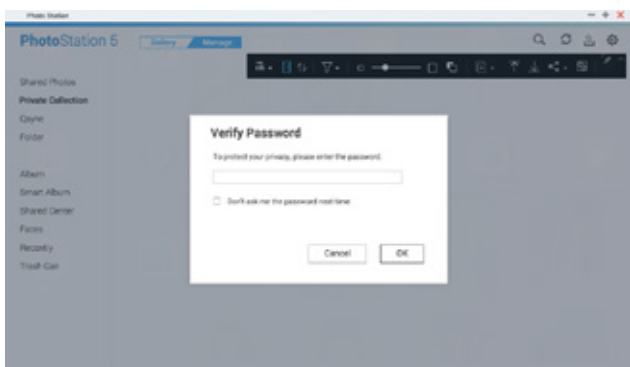 Photo Station
PhotoStation 5
Gallery
Manage
Shared Photos
Private Collection
Qsync
Folder
Album
Smart Album
Shared Center
Faces
Recently
Trash Can
Verify Password
To protect your privacy, please enter the password.
Don't ask me the password next time
Cancel
OK